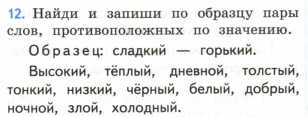 12. Найди и запиши по образцу пары
слов, противоположных по значению.
Образец: сладкий — горький.
Высокий, тёплый, дневной, толстый,
тонкий, низкий, чёрный, белый, добрый,
ночной, злой, холодный.